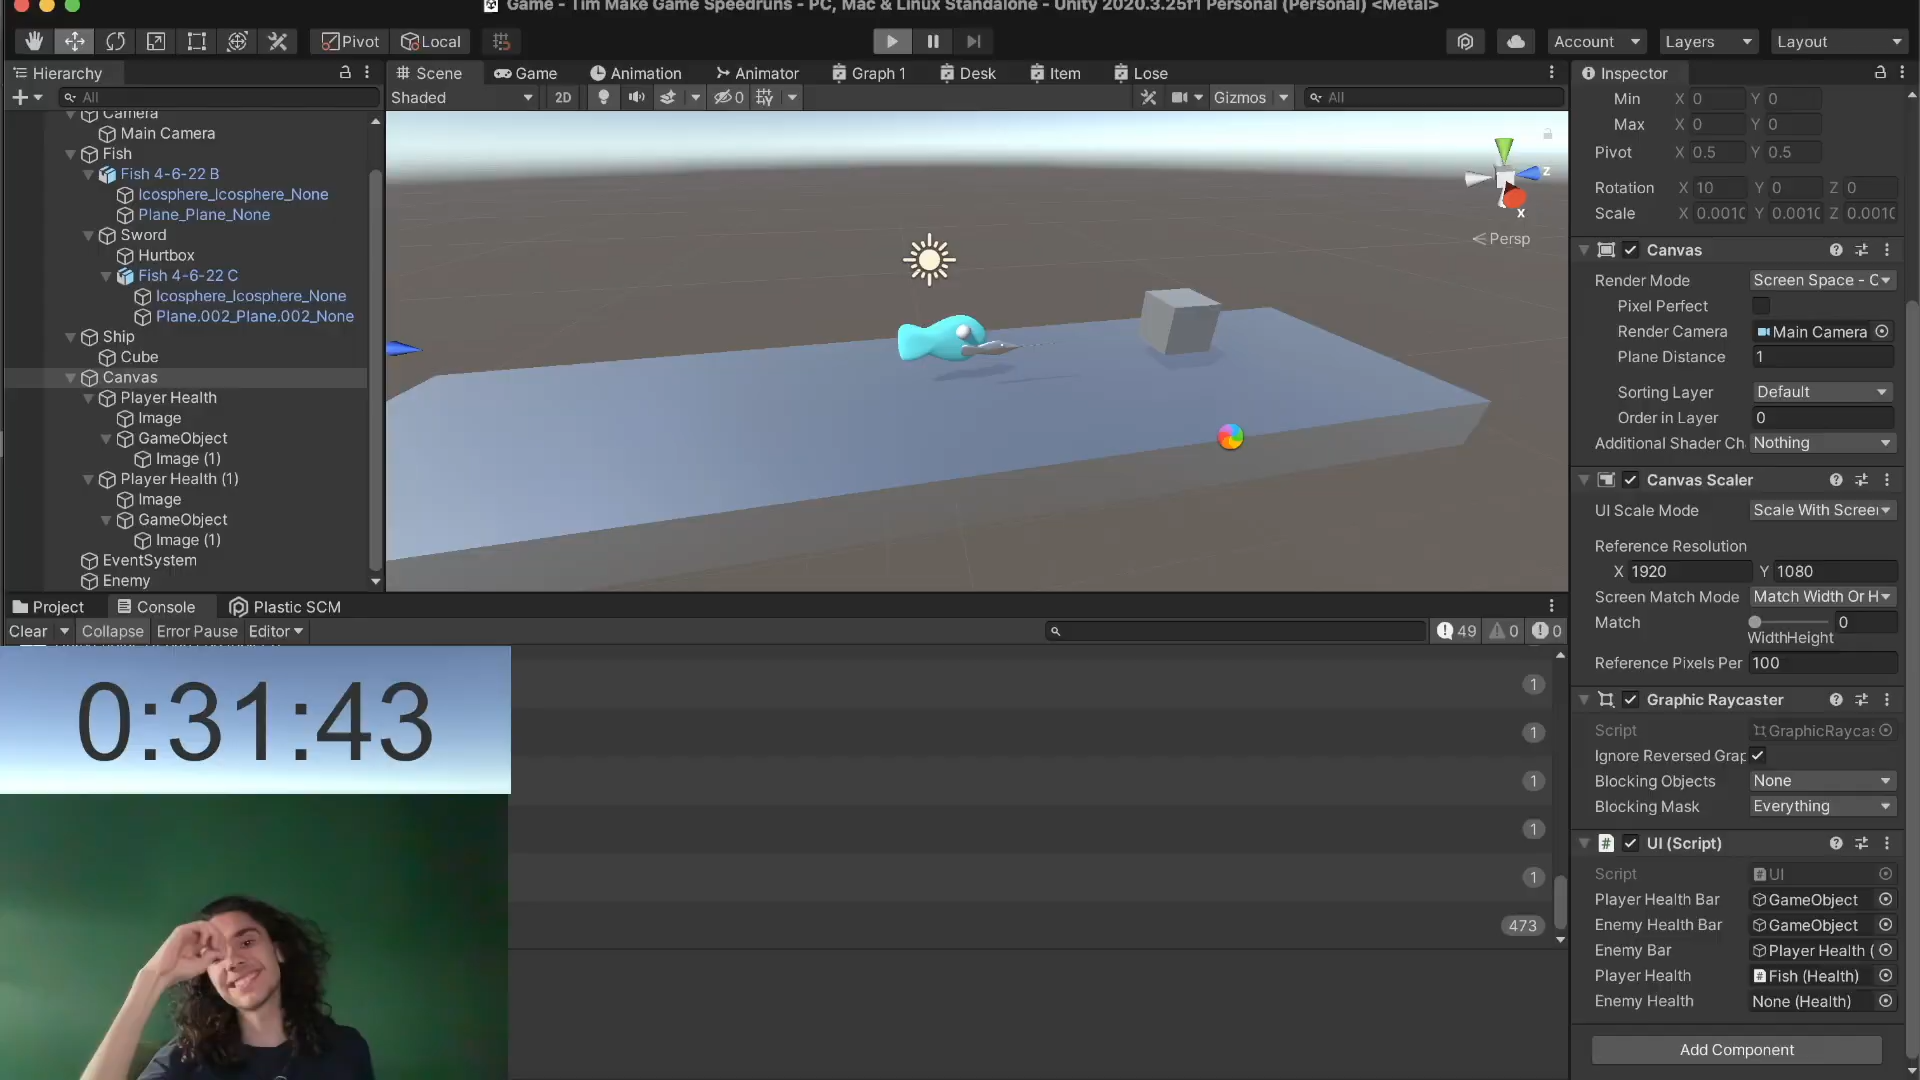 Game - Tim Make Game Speedruns - PC, Mac & Linux Standalone - Unity 2020.3.25f1 Personal (Personal) <Metal>
Pivot
Local
Account
Layers
Layout
Hierarchy
All
Camera
Main Camera
Fish
Fish 4-6-22 B
Icosphere_Icosphere_None
Plane_Plane_None
Sword
Hurtbox
Fish 4-6-22 C
Icosphere_Icosphere_None
Plane.002_Plane.002_None
Ship
Cube
Canvas
Player Health
Image
GameObject
Image (1)
Player Health (1)
Image
GameObject
Image (1)
EventSystem
Enemy
Scene
Game
Animation
Animator
Graph 1
Desk
Item
Lose
Shaded
2D
0
Gizmos
All
z
x
Persp
Inspector
Min X 0 Y 0
Max X 0 Y 0
Pivot X 0.5 Y 0.5
Rotation X 10 Y 0 Z 0
Scale X 0.001( Y 0.001( Z 0.001(
Canvas
Render Mode Screen Space - C
Pixel Perfect
Render Camera Main Camera
Plane Distance 1
Sorting Layer Default
Order in Layer 0
Additional Shader Ch Nothing
Canvas Scaler
UI Scale Mode Scale With Screen
Reference Resolution
X 1920 Y 1080
Screen Match Mode Match Width Or H
Match 0
Width Height
Reference Pixels Per 100
Graphic Raycaster
Script GraphicRaycas
Ignore Reversed Grap
Blocking Objects None
Blocking Mask Everything
UI (Script)
Script UI
Player Health Bar GameObject
Enemy Health Bar GameObject
Enemy Bar Player Health (
Player Health Fish (Health)
Enemy Health None (Health)
Add Component
Project
Console
Plastic SCM
Clear
Collapse
Error Pause
Editor
49
0
0
1
1
1
1
1
473
0:31:43